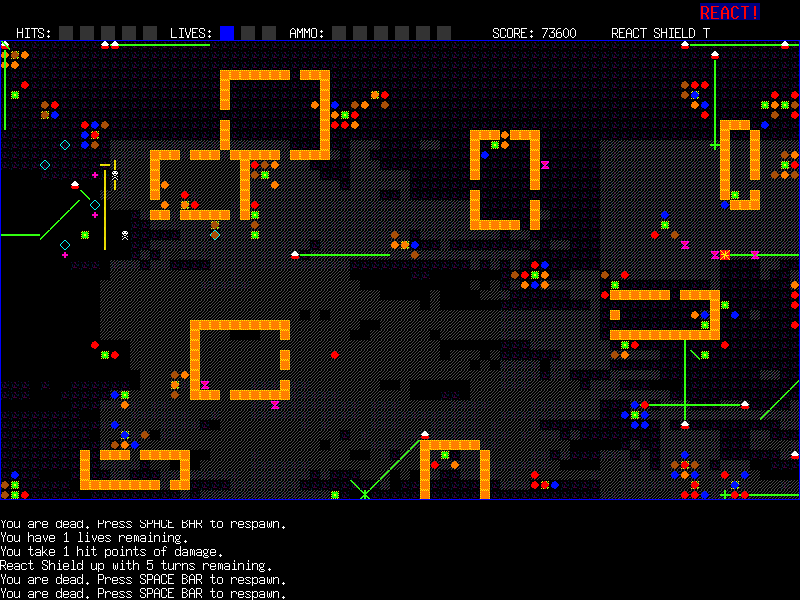 REACT!
HITS: LIVES: AMMO: SCORE: 73600 REACT SHIELD T
You are dead. Press SPACE BAR to respawn.
You have 1 lives remaining.
You take 1 hit points of damage.
React Shield up with 5 turns remaining.
You are dead. Press SPACE BAR to respawn.
You are dead. Press SPACE BAR to respawn.